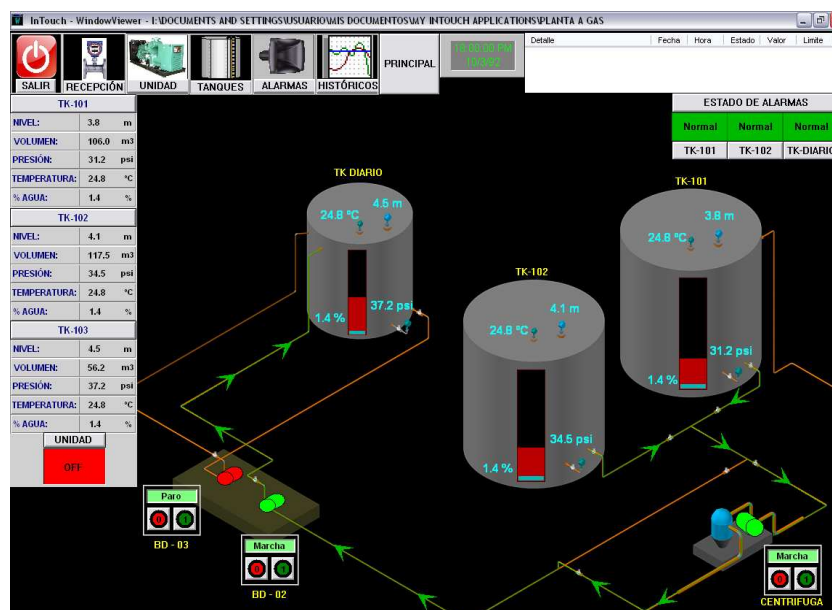 InTouch - WindowViewer - I:\DOCUMENTS AND SETTINGS\USUARIO\MIS DOCUMENTOS\MY INTOUCH APPLICATIONS\PLANTA A GAS
SALIR
RECEPCIÓN
UNIDAD
TANQUES
ALARMAS
HISTÓRICOS
PRINCIPAL
Detalle Fecha Hora Estado Valor Limite
TK-101
NIVEL: 3.8 m
VOLUMEN: 106.0 m3
PRESIÓN: 31.2 psi
TEMPERATURA: 24.8 ºC
% AGUA: 1.4 %
TK-102
NIVEL: 4.1 m
VOLUMEN: 117.5 m3
PRESIÓN: 34.5 psi
TEMPERATURA: 24.8 ºC
% AGUA: 1.4 %
TK-103
NIVEL: 4.5 m
VOLUMEN: 56.2 m3
PRESIÓN: 37.2 psi
TEMPERATURA: 24.8 ºC
% AGUA: 1.4 %
UNIDAD
OFF
ESTADO DE ALARMAS
Normal Normal Normal
TK-101 TK-102 TK-DIARIO
TK DIARIO
4.5 m
24.8 ºC
37.2 psi
1.4 %
TK-102
4.1 m
24.8 ºC
34.5 psi
1.4 %
TK-101
3.8 m
24.8 ºC
31.2 psi
1.4 %
Paro
0 1
BD - 03
Marcha
0 1
BD - 02
Marcha
0 1
CENTRIFUGA